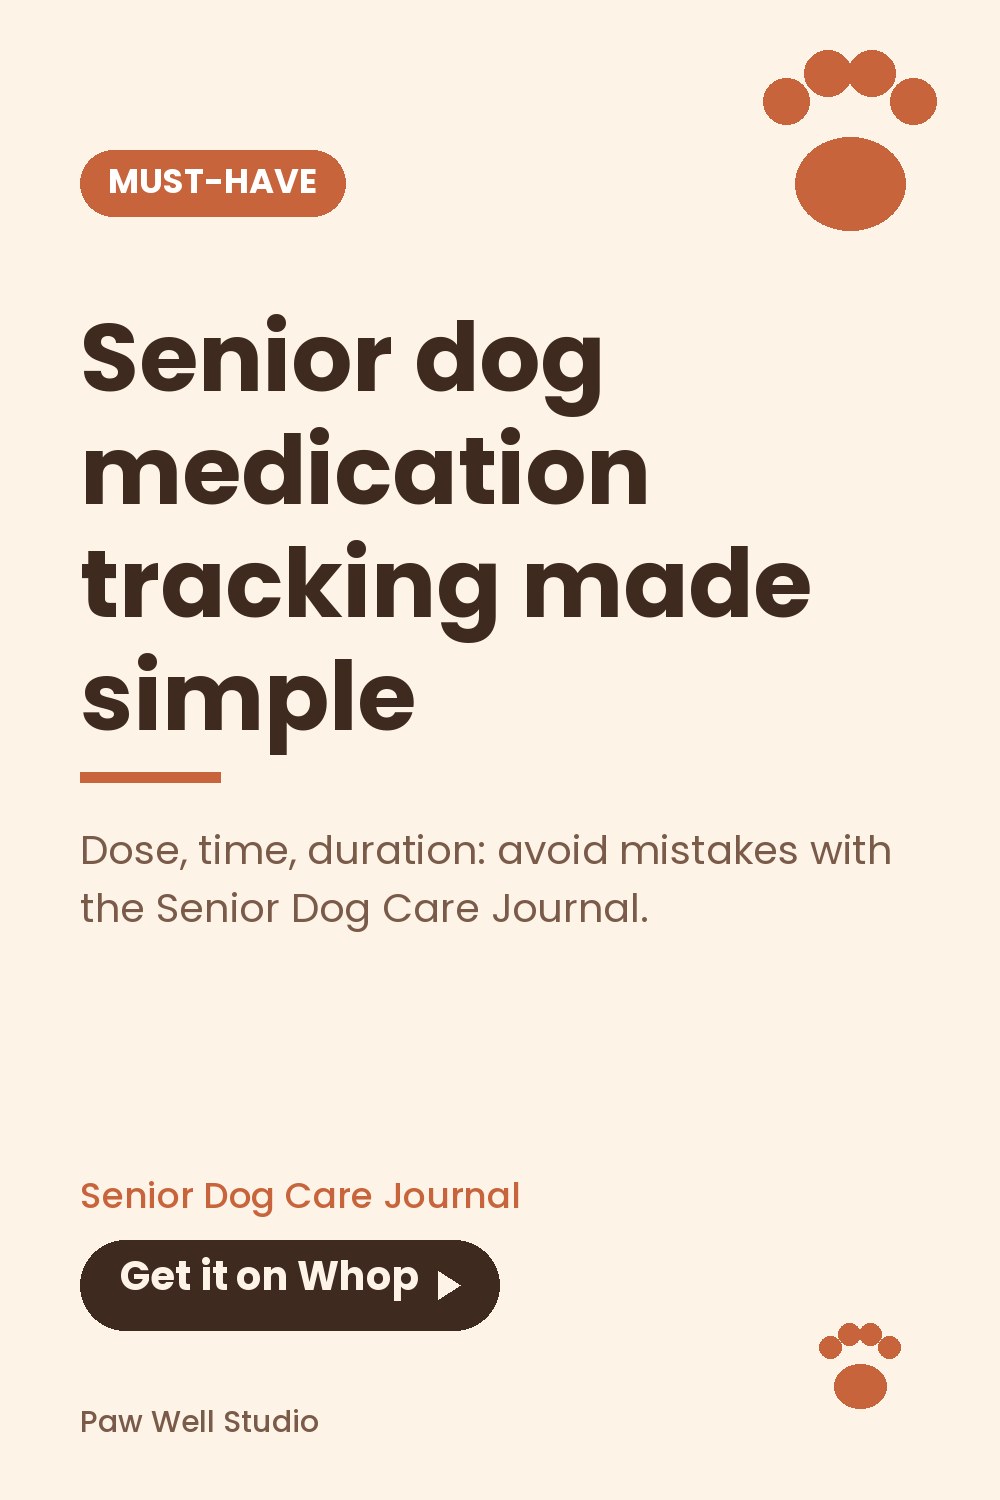 MUST-HAVE
Senior dog
medication
tracking made
simple
Dose, time, duration: avoid mistakes with
the Senior Dog Care Journal.
Senior Dog Care Journal
Get it on Whop
Paw Well Studio